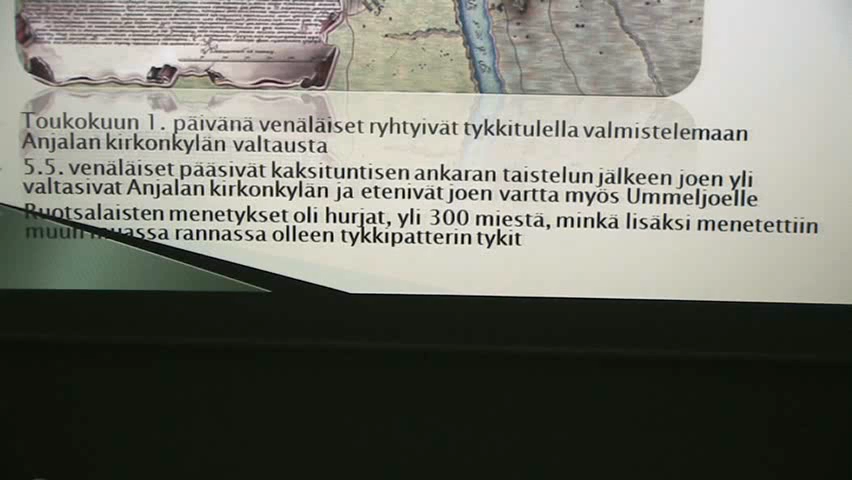 Toukokuun 1. päivänä venäläiset ryhtyivät tykkitulella valmistelemaan
Anjalan kirkonkylän valtausta
5.5. venäläiset pääsivät kaksituntisen ankaran taistelun jälkeen joen yli
valtasivat Anjalan kirkonkylän ja etenivät joen vartta myös Ummeljoelle
Ruotsalaisten menetykset oli hurjat, yli 300 miestä, minkä lisäksi menetettiin
muun muassa rannassa olleen tykkipatterin tykit